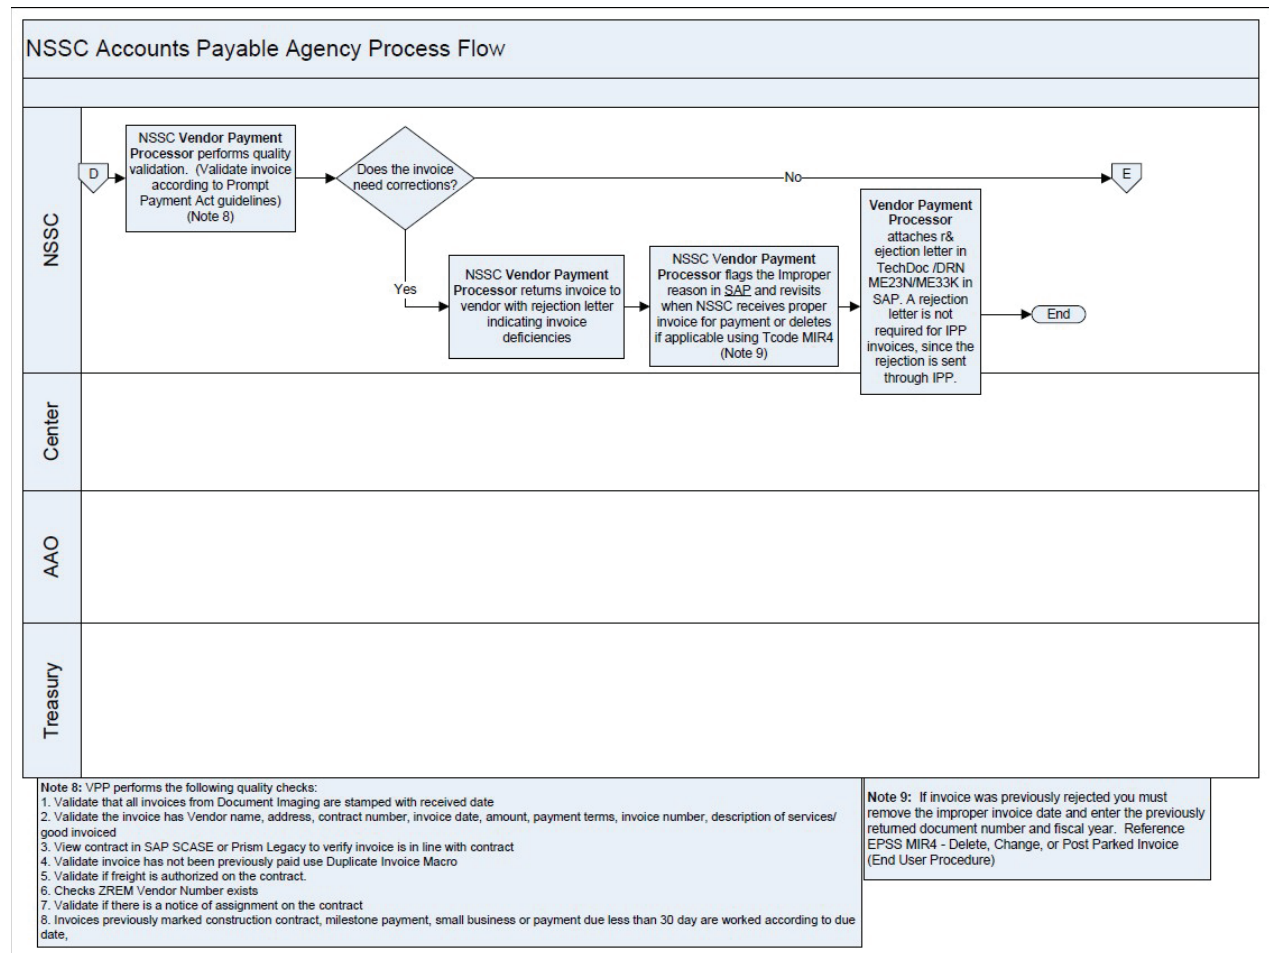 NSSC Accounts Payable Agency Process Flow
NSSC
D
NSSC Vendor Payment
Processor performs quality
validation. (Validate invoice
according to Prompt
Payment Act guidelines)
(Note 8)
Does the invoice
need corrections?
No
E
Yes
NSSC Vendor Payment
Processor returns invoice to
vendor with rejection letter
indicating invoice
deficiencies
NSSC Vendor Payment
Processor flags the Improper
reason in SAP and revisits
when NSSC receives proper
invoice for payment or deletes
if applicable using Tcode MIR4
(Note 9)
Vendor Payment
Processor
attaches r&
ejection letter in
TechDoc /DRN
ME23N/ME33K in
SAP. A rejection
letter is not
required for IPP
invoices, since the
rejection is sent
through IPP.
End
Center
AAO
Treasury
Note 8: VPP performs the following quality checks:
1. Validate that all invoices from Document Imaging are stamped with received date
2. Validate the invoice has Vendor name, address, contract number, invoice date, amount, payment terms, invoice number, description of services/
good invoiced
3. View contract in SAP SCASE or Prism Legacy to verify invoice is in line with contract
4. Validate invoice has not been previously paid use Duplicate Invoice Macro
5. Validate if freight is authorized on the contract.
6. Checks ZREM Vendor Number exists
7. Validate if there is a notice of assignment on the contract
8. Invoices previously marked construction contract, milestone payment, small business or payment due less than 30 day are worked according to due
date,
Note 9: If invoice was previously rejected you must
remove the improper invoice date and enter the previously
returned document number and fiscal year. Reference
EPSS MIR4 - Delete, Change, or Post Parked Invoice
(End User Procedure)